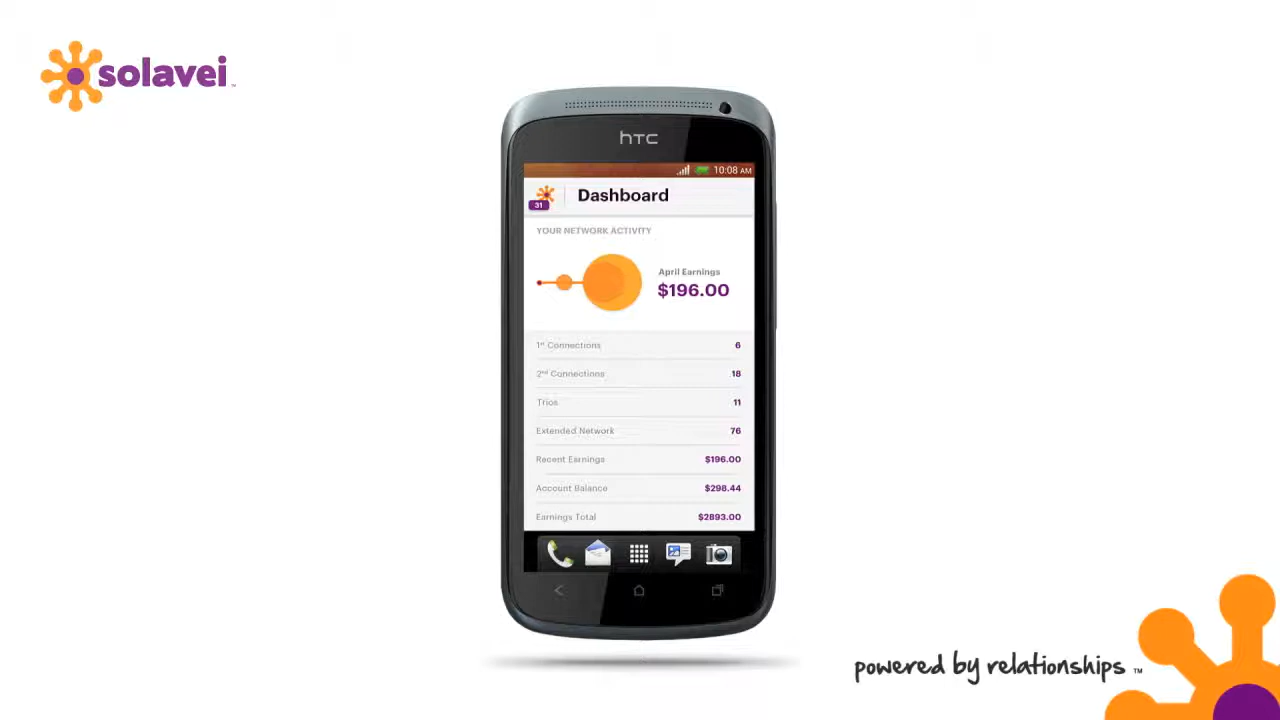 solavei™
htc
10:08 AM
31
Dashboard
YOUR NETWORK ACTIVITY
April Earnings
$196.00
1st Connections 6
2nd Connections 18
Trios 11
Extended Network 76
Recent Earnings $196.00
Account Balance $298.44
Earnings Total $2893.00
powered by relationships™